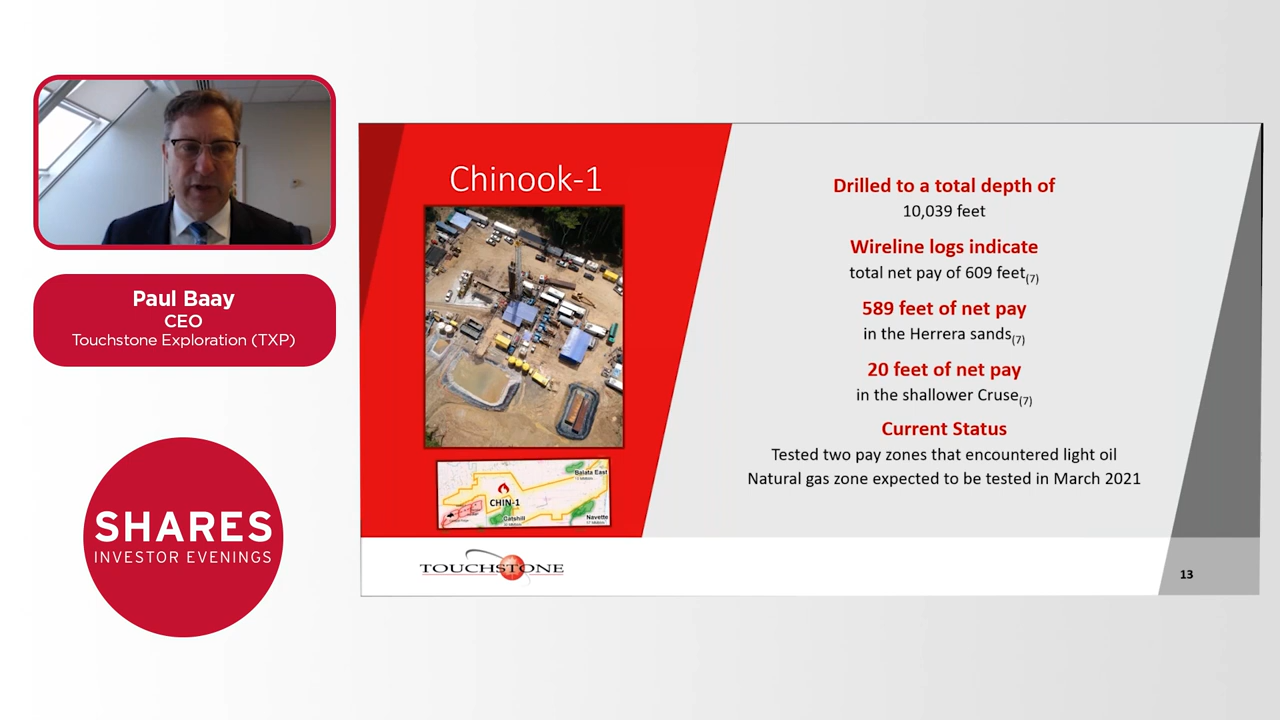 Paul Baay
CEO
Touchstone Exploration (TXP)
SHARES
INVESTOR EVENINGS
Chinook-1
Balata East
CHIN-1
Catshill
Navette
Drilled to a total depth of
10,039 feet
Wireline logs indicate
total net pay of 609 feet(7)
589 feet of net pay
in the Herrera sands(7)
20 feet of net pay
in the shallower Cruse(7)
Current Status
Tested two pay zones that encountered light oil
Natural gas zone expected to be tested in March 2021
TOUCHSTONE
13